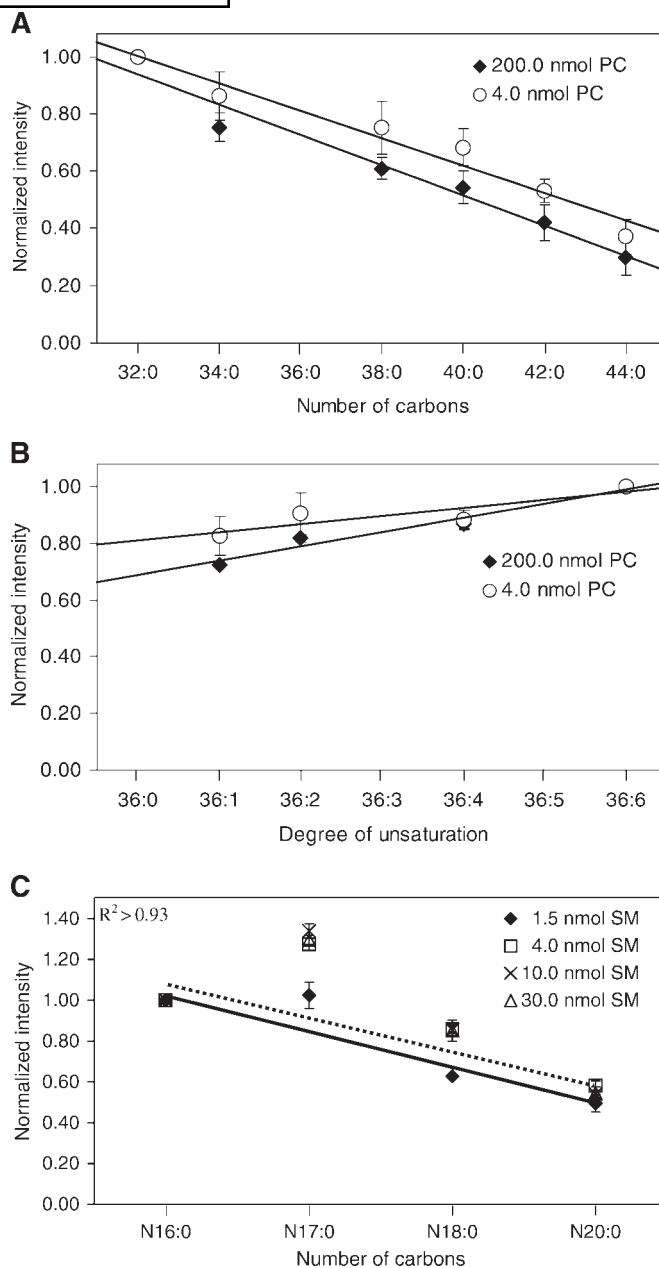 A
1.00
0.80
0.60
0.40
0.20
0.00
Normalized intensity
◆ 200.0 nmol PC
○ 4.0 nmol PC
32:0 34:0 36:0 38:0 40:0 42:0 44:0
Number of carbons
B
1.00
0.80
0.60
0.40
0.20
0.00
Normalized intensity
◆ 200.0 nmol PC
○ 4.0 nmol PC
36:0 36:1 36:2 36:3 36:4 36:5 36:6
Degree of unsaturation
C
R²>0.93
1.40
1.20
1.00
0.80
0.60
0.40
0.20
0.00
Normalized intensity
◆ 1.5 nmol SM
□ 4.0 nmol SM
× 10.0 nmol SM
△ 30.0 nmol SM
N16:0 N17:0 N18:0 N20:0
Number of carbons